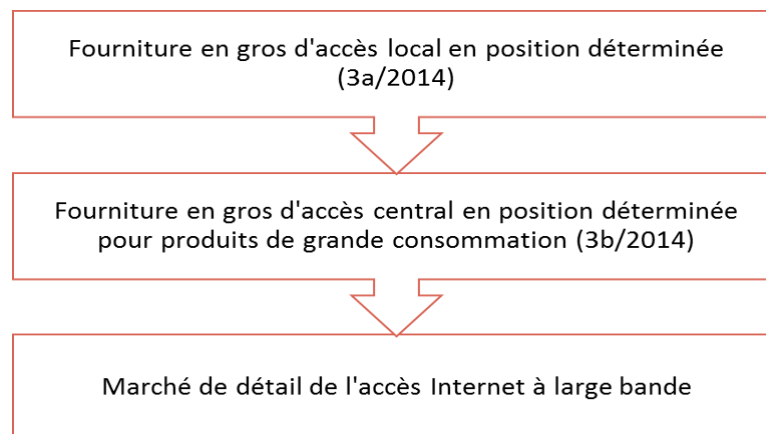 Fourniture en gros d'accès local en position déterminée
(3a/2014)
Fourniture en gros d'accès central en position déterminée
pour produits de grande consommation (3b/2014)
Marché de détail de l'accès Internet à large bande